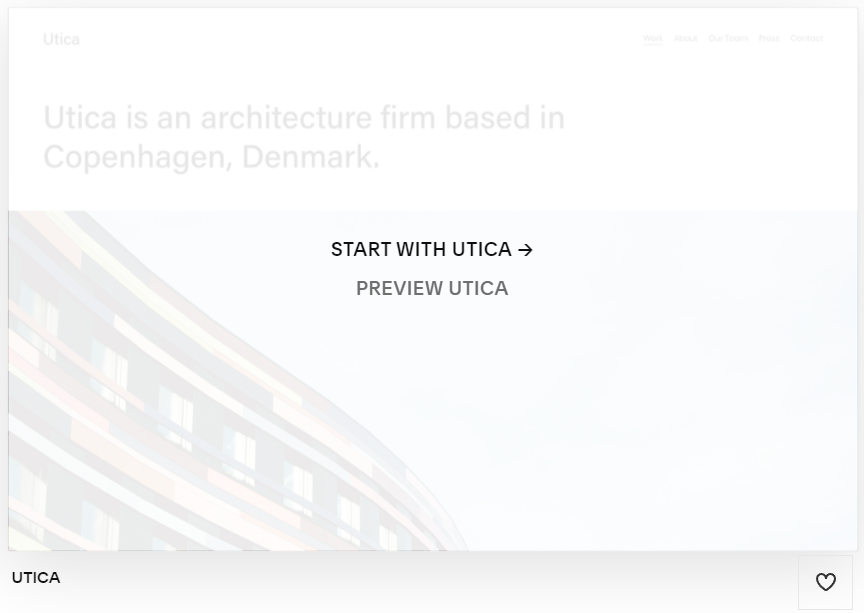 Utica
Work About Our Team Press Contact
Utica is an architecture firm based in
Copenhagen, Denmark.
START WITH UTICA →
PREVIEW UTICA
UTICA